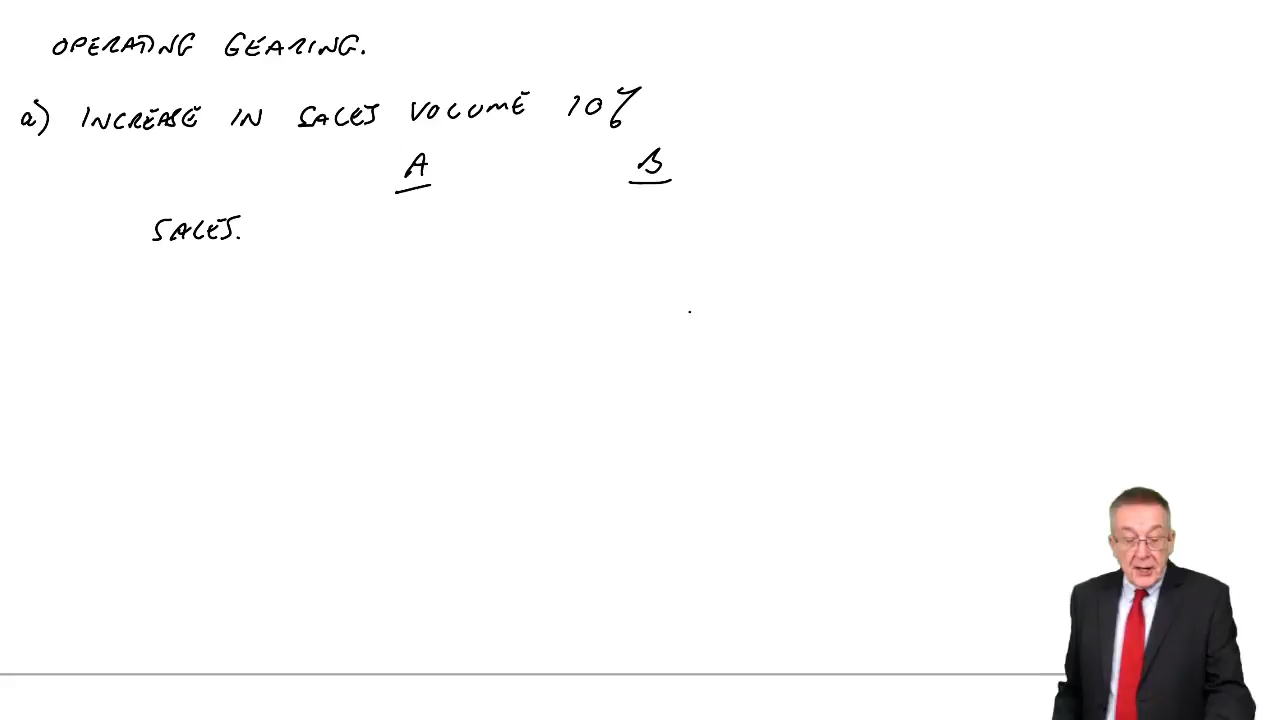 OPERATING GEARING.
a) INCREASE IN SALES VOLUME 10%
A B
SALES.